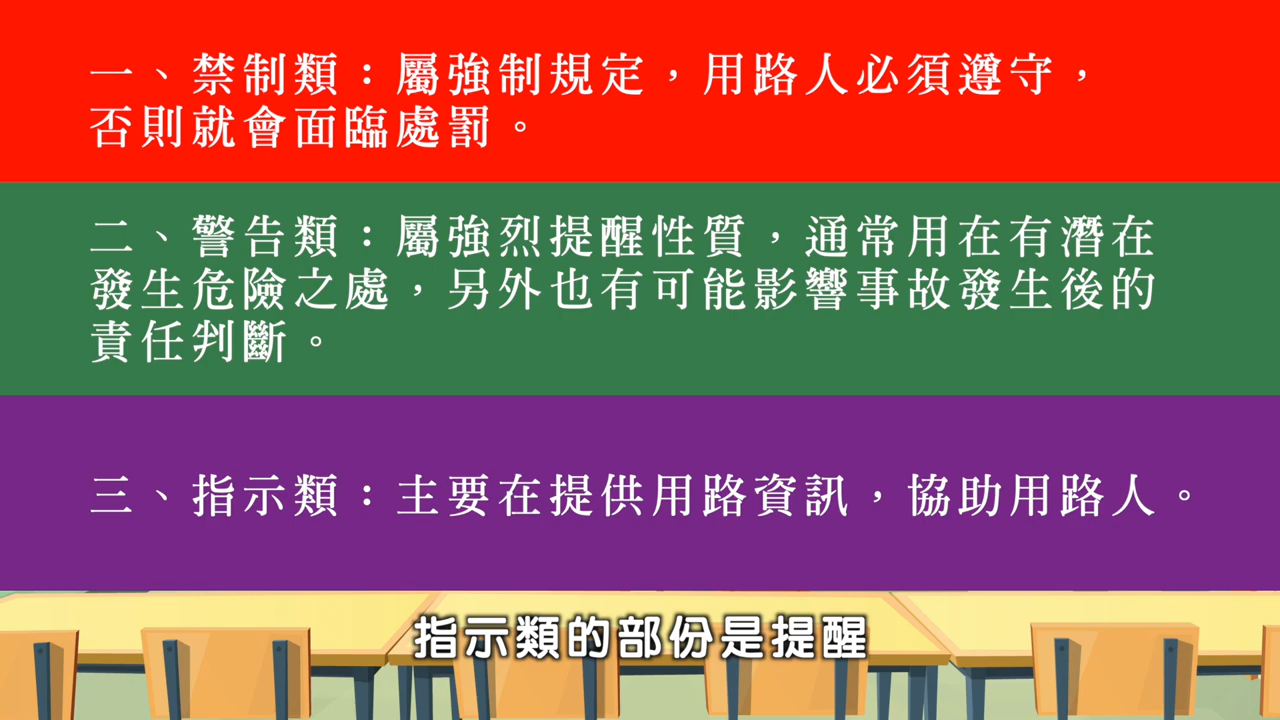 一、禁制類：屬強制規定，用路人必須遵守，
否則就會面臨處罰。
二、警告類：屬強烈提醒性質，通常用在有潛在
發生危險之處，另外也有可能影響事故發生後的
責任判斷。
三、指示類：主要在提供用路資訊，協助用路人。
指示類的部份是提醒